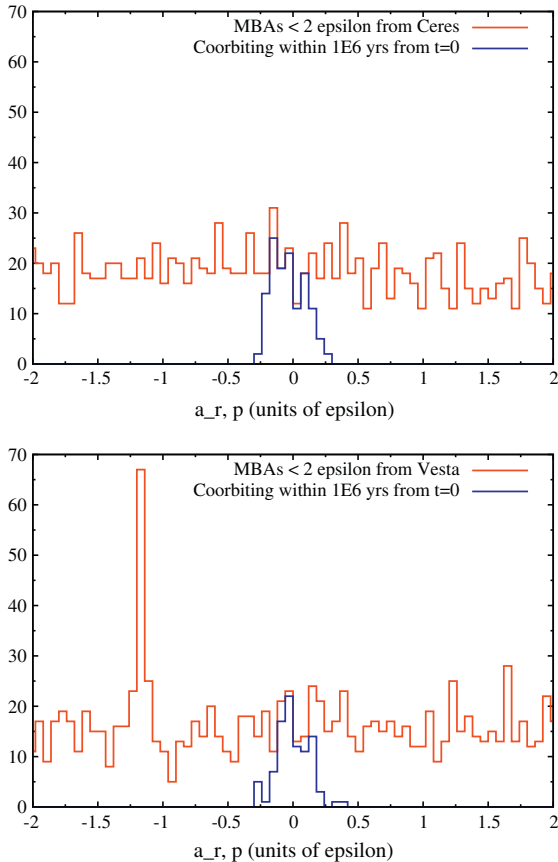 MBAs < 2 epsilon from Ceres
Coorbiting within 1E6 yrs from t=0
70
60
50
40
30
20
10
0
-2 -1.5 -1 -0.5 0 0.5 1 1.5 2
a_r, p (units of epsilon)
MBAs < 2 epsilon from Vesta
Coorbiting within 1E6 yrs from t=0
70
60
50
40
30
20
10
0
-2 -1.5 -1 -0.5 0 0.5 1 1.5 2
a_r, p (units of epsilon)